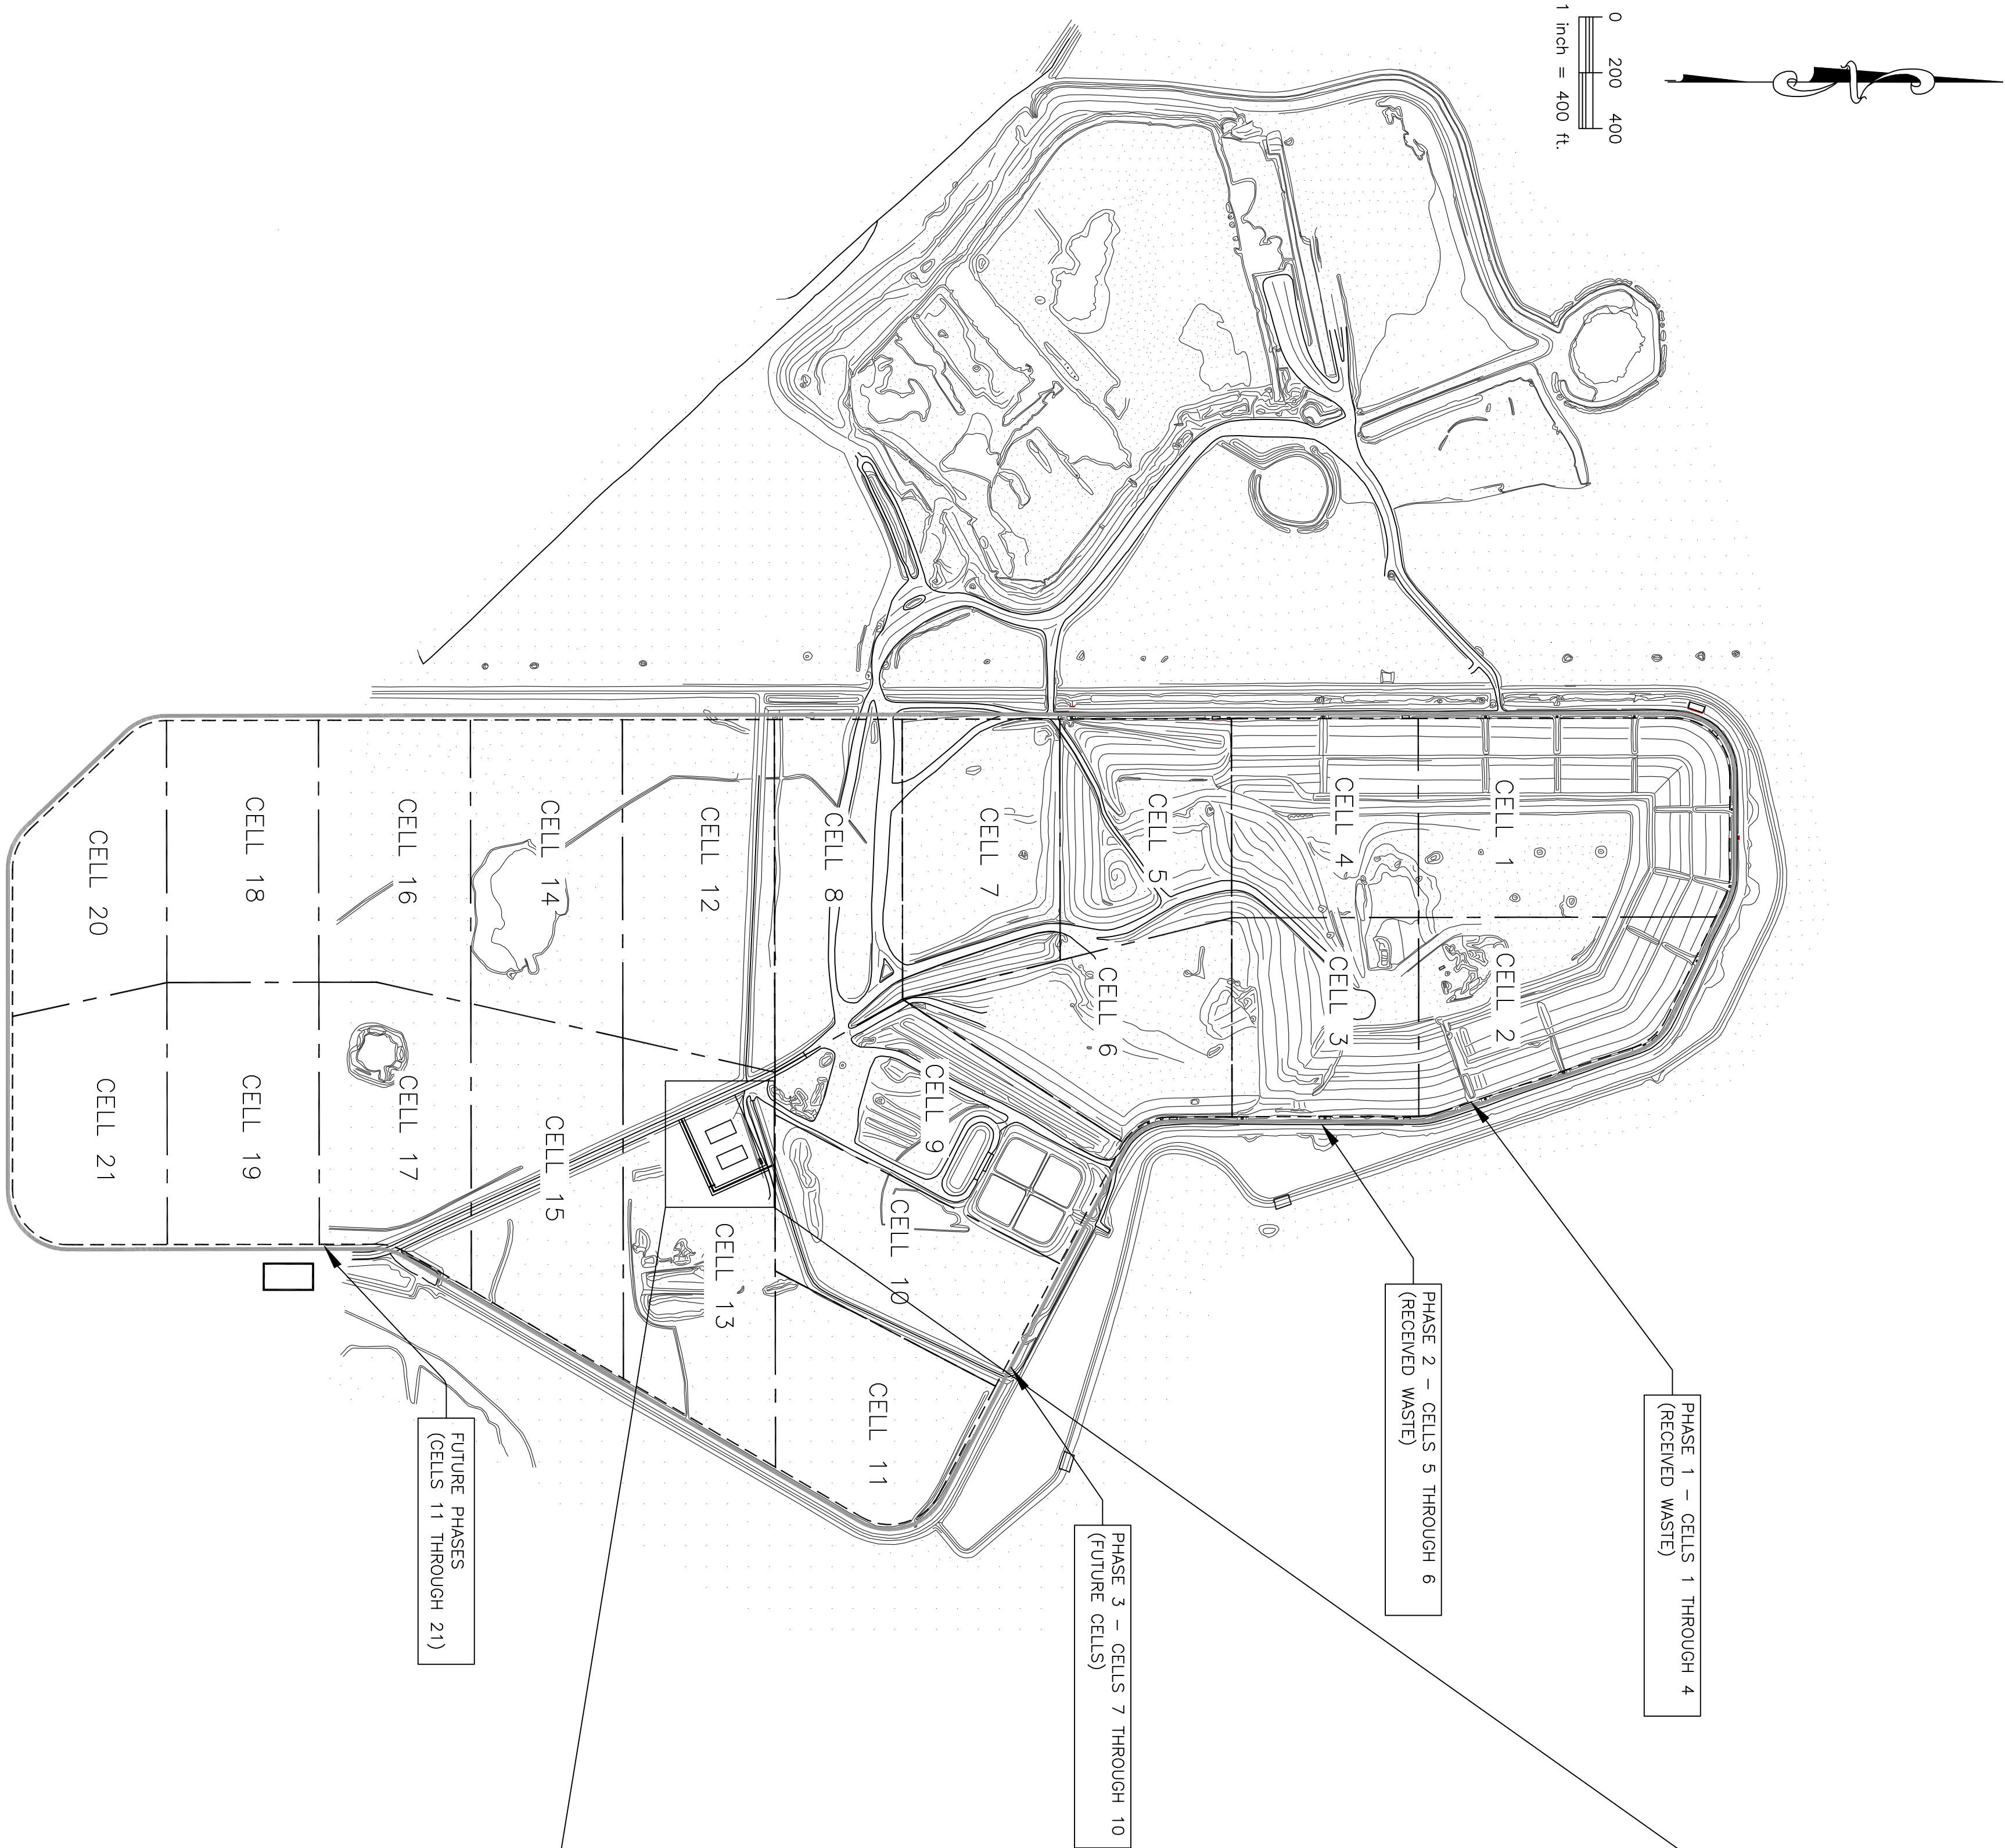 0 200 400
1 inch = 400 ft.
PHASE 1 – CELLS 1 THROUGH 4
(RECEIVED WASTE)
PHASE 2 – CELLS 5 THROUGH 6
(RECEIVED WASTE)
PHASE 3 – CELLS 7 THROUGH 10
(FUTURE CELLS)
FUTURE PHASES
(CELLS 11 THROUGH 21)
CELL 1
CELL 2
CELL 4
CELL 3
CELL 5
CELL 6
CELL 7
CELL 9
CELL 8
CELL 10
CELL 11
CELL 12
CELL 13
CELL 14
CELL 15
CELL 16
CELL 17
CELL 18
CELL 19
CELL 20
CELL 21